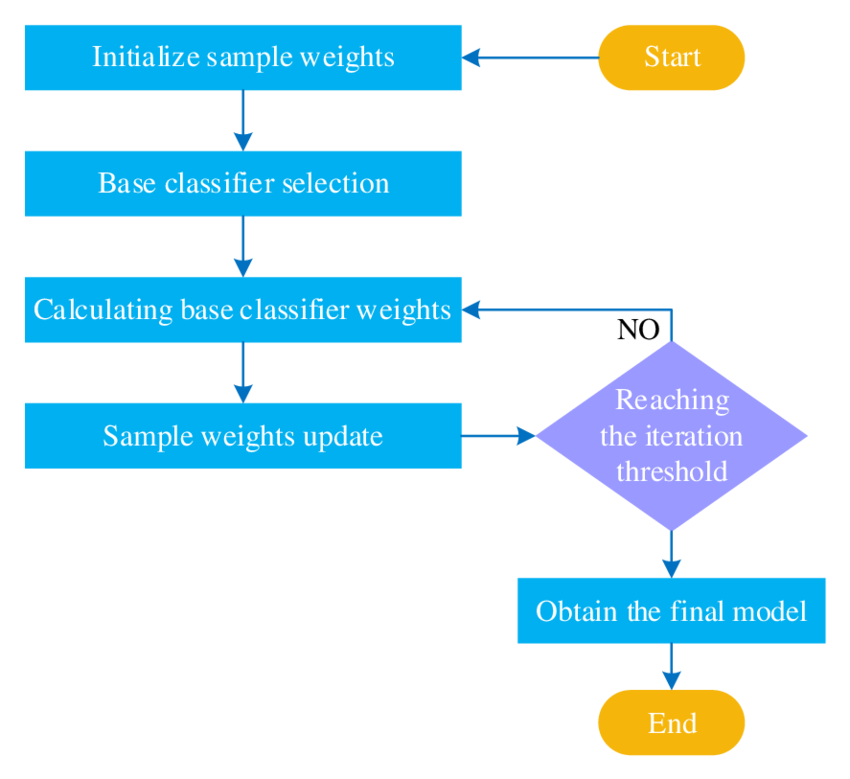 Start
Initialize sample weights
Base classifier selection
Calculating base classifier weights
NO
Sample weights update
Reaching
the iteration
threshold
Obtain the final model
End